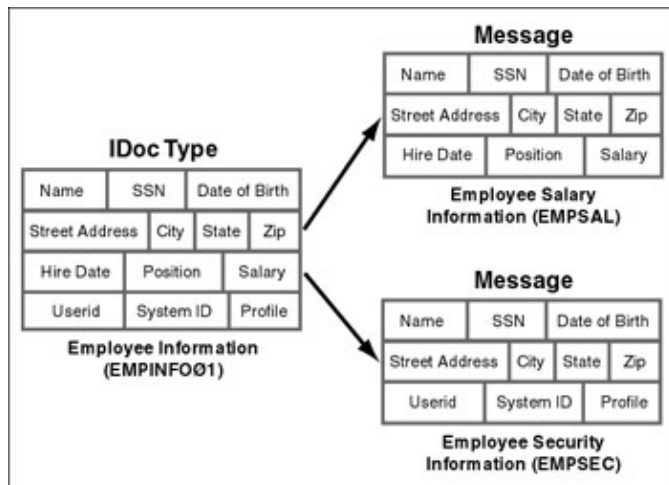 IDoc Type
Name SSN Date of Birth
Street Address City State Zip
Hire Date Position Salary
Userid System ID Profile
Employee Information
(EMPINFOØ1)
Message
Name SSN Date of Birth
Street Address City State Zip
Hire Date Position Salary
Employee Salary
Information (EMPSAL)
Message
Name SSN Date of Birth
Street Address City State Zip
Userid System ID Profile
Employee Security
Information (EMPSEC)